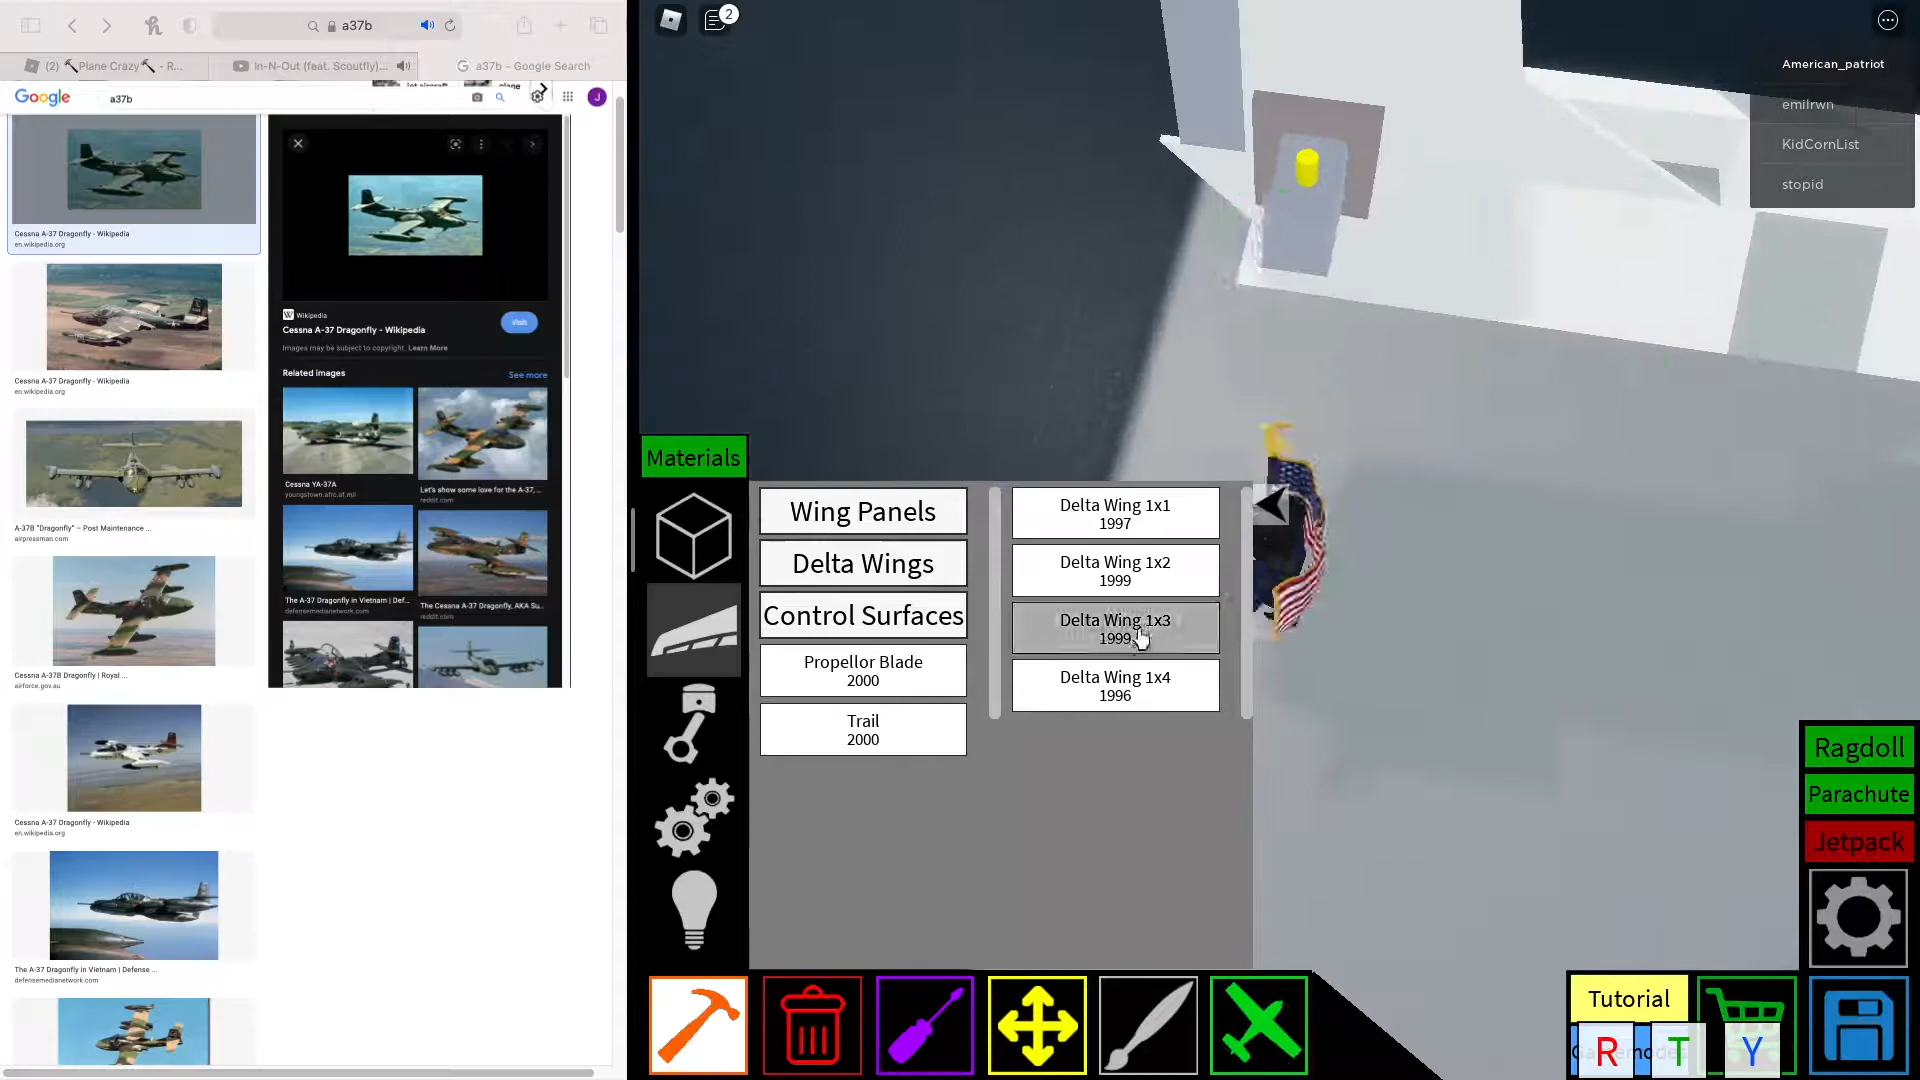 a37b
(2) 🔨Plane Crazy🔨 - R...
In-N-Out (feat. Scoutfly)...
a37b - Google Search
Google
a37b
J
Cessna A-37 Dragonfly - Wikipedia
en.wikipedia.org
Cessna A-37 Dragonfly - Wikipedia
en.wikipedia.org
A-37B "Dragonfly" – Post Maintenance ...
airpressman.com
Cessna A-37B Dragonfly | Royal ...
airforce.gov.au
Cessna A-37 Dragonfly - Wikipedia
en.wikipedia.org
The A-37 Dragonfly in Vietnam | Defense ...
defensemedianetwork.com
W Wikipedia
Cessna A-37 Dragonfly - Wikipedia
Visit
Images may be subject to copyright. Learn More
Related images
See more
Cessna YA-37A
youngstown.afrc.af.mil
Let's show some love for the A-37, ...
reddit.com
The A-37 Dragonfly in Vietnam | Def...
defensemedianetwork.com
The Cessna A-37 Dragonfly, AKA Su...
reddit.com
2
American_patriot
emilrwn
KidCornList
stopid
Materials
Wing Panels
Delta Wings
Control Surfaces
Propellor Blade
2000
Trail
2000
Delta Wing 1x1
1997
Delta Wing 1x2
1999
Delta Wing 1x3
1999
Delta Wing 1x4
1996
Ragdoll
Parachute
Jetpack
Tutorial
R
T
Y